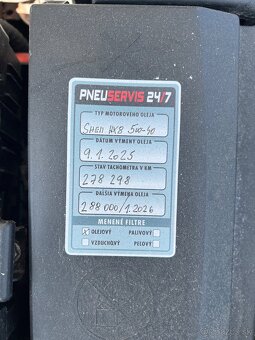 PNEUSERVIS 24/7
TYP MOTOROVÉHO OLEJA
Shell HX8 5W-40
DÁTUM VÝMENY OLEJA
9.1.2025
STAV TACHOMETRA V KM
278 298
ĎALŠIA VÝMENA OLEJA
288 000/1.2026
MENENÉ FILTRE
OLEJOVÝ PALIVOVÝ
VZDUCHOVÝ PEĽOVÝ